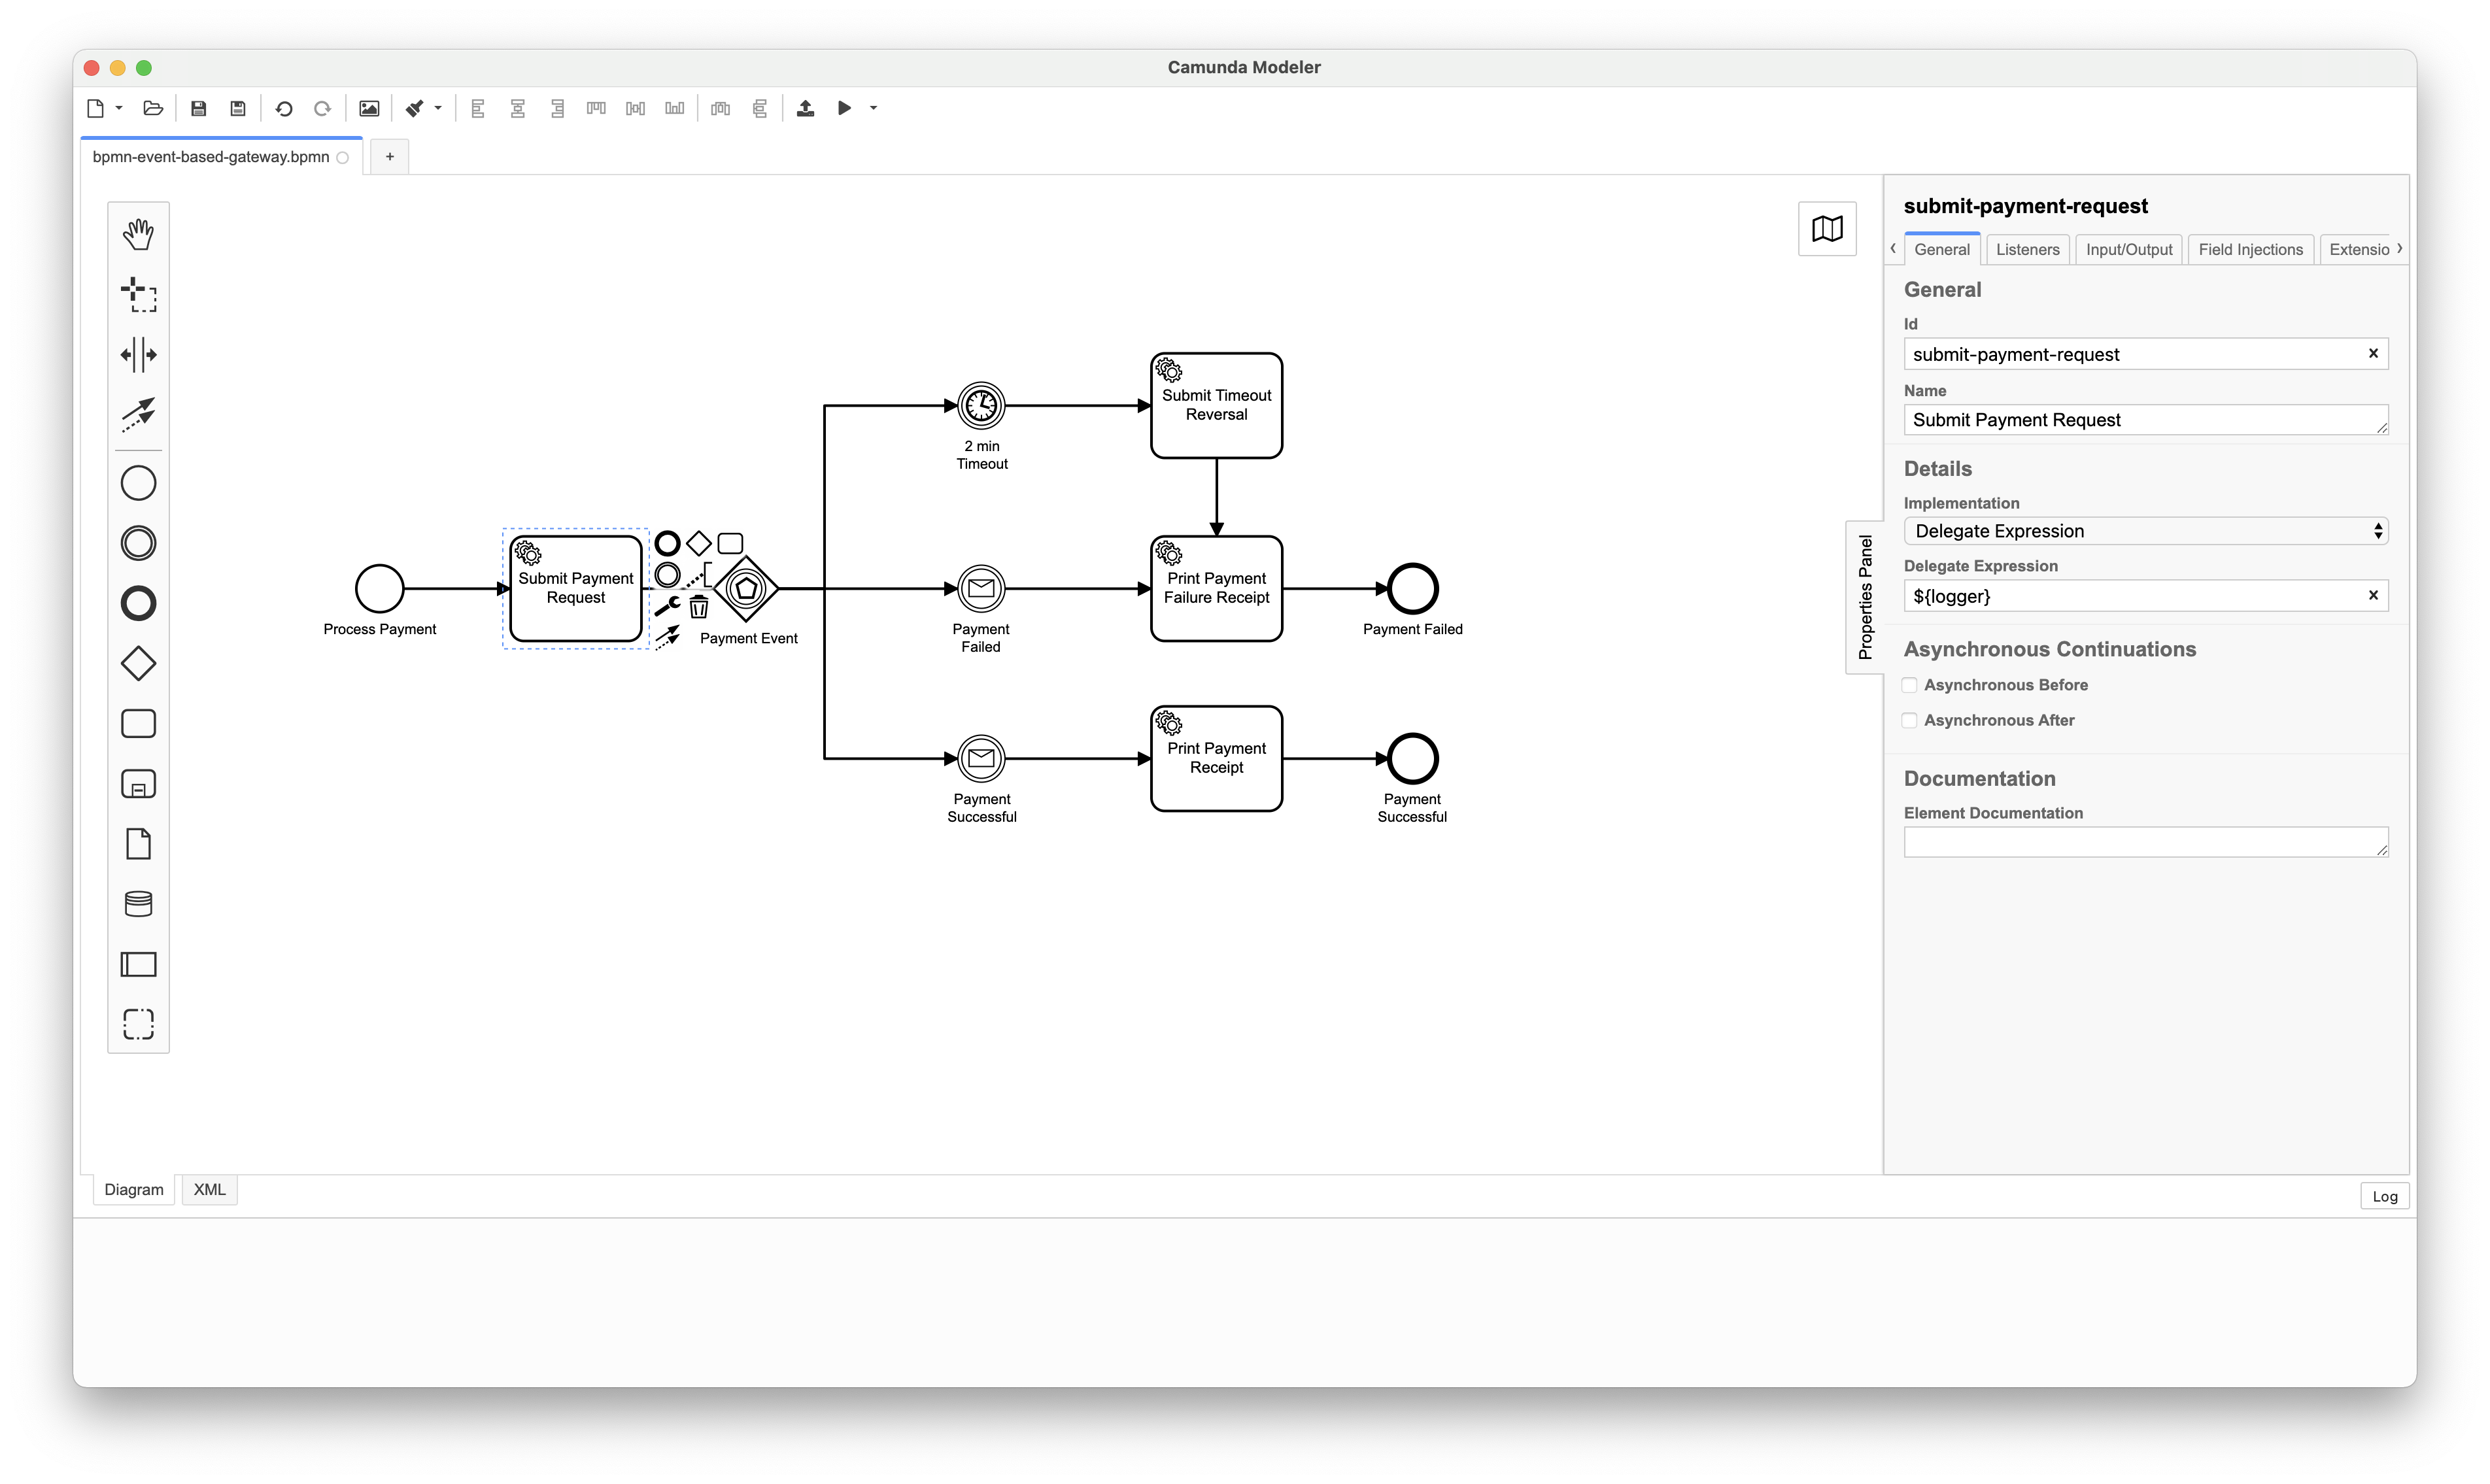 Camunda Modeler
bpmn-event-based-gateway.bpmn
+
submit-payment-request
General
Listeners
Input/Output
Field Injections
Extensio
General
Id
submit-payment-request
Name
Submit Payment Request
Details
Implementation
Delegate Expression
Delegate Expression
${logger}
Asynchronous Continuations
Asynchronous Before
Asynchronous After
Documentation
Element Documentation
Properties Panel
Submit Timeout
Reversal
2 min
Timeout
Process Payment
Submit Payment
Request
Payment Event
Payment
Failed
Print Payment
Failure Receipt
Payment Failed
Payment
Successful
Print Payment
Receipt
Payment
Successful
Diagram
XML
Log